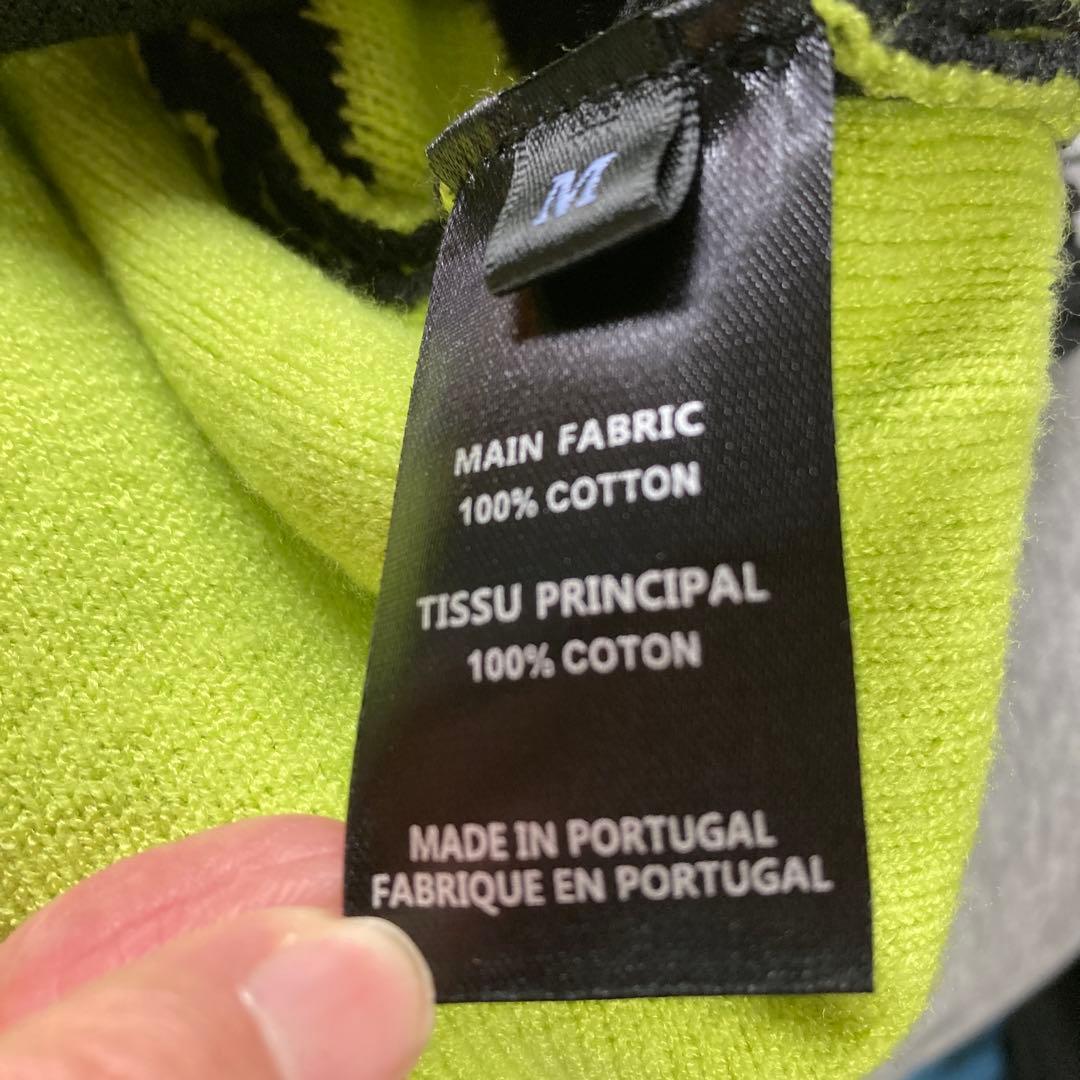 M
MAIN FABRIC
100% COTTON
TISSU PRINCIPAL
100% COTON
MADE IN PORTUGAL
FABRIQUE EN PORTUGAL